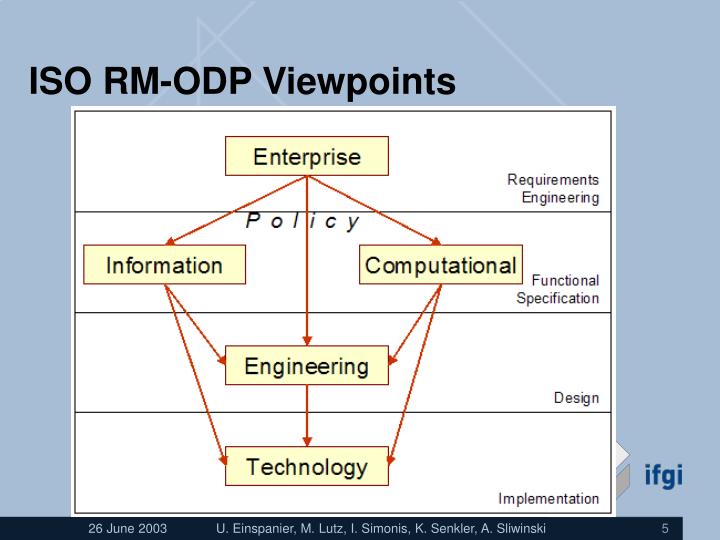 ISO RM-ODP Viewpoints
Enterprise
Requirements
Engineering
Policy
Information
Computational
Functional
Specification
Engineering
Design
Technology
ifgi
Implementation
26 June 2003
U. Einspanier, M. Lutz, I. Simonis, K. Senkler, A. Sliwinski
5